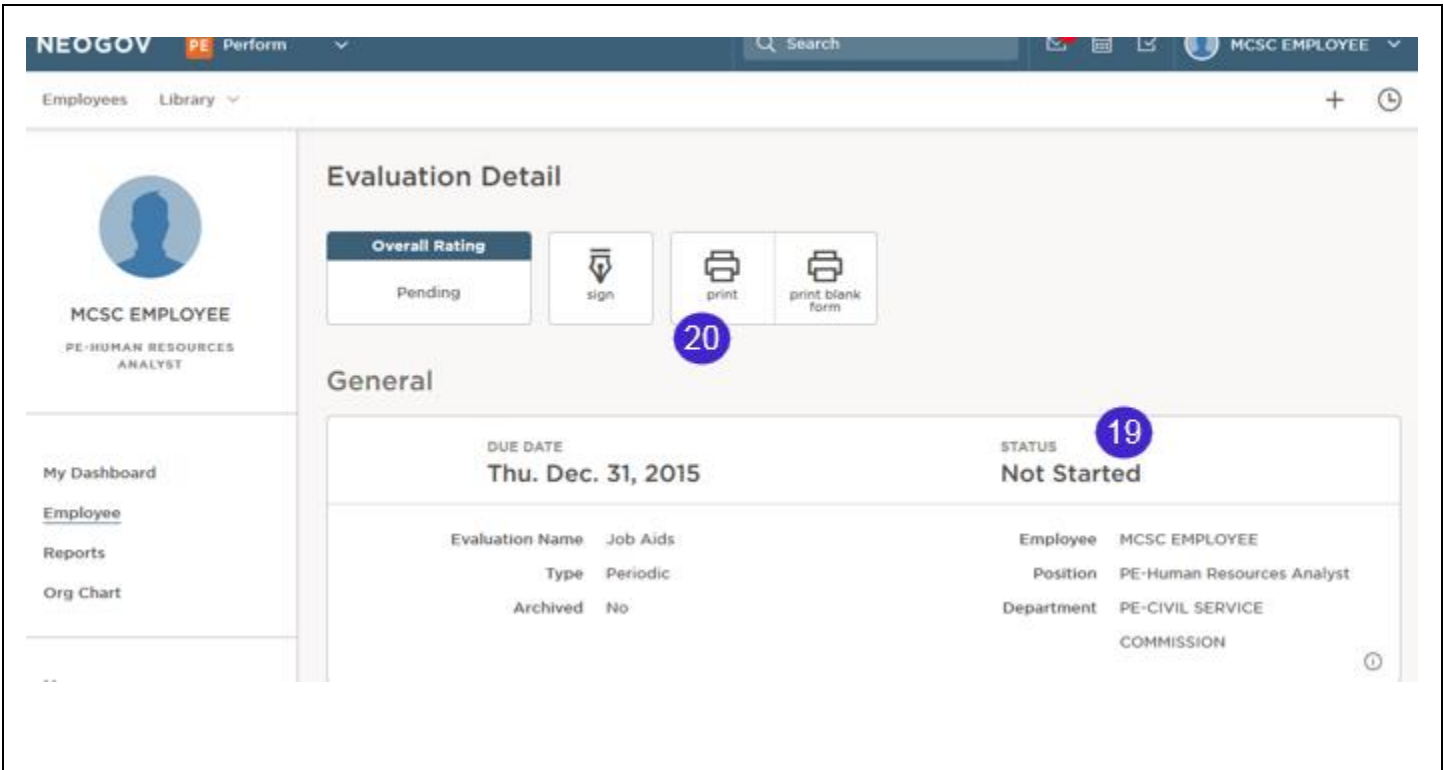 NEOGOV PE Perform Search MCSC EMPLOYEE
Employees Library
Evaluation Detail
Overall Rating
Pending
sign
print
print blank
form
20
MCSC EMPLOYEE
PE-HUMAN RESOURCES
ANALYST
General
19
DUE DATE
Thu. Dec. 31, 2015
STATUS
Not Started
My Dashboard
Employee
Reports
Org Chart
Evaluation Name Job Aids
Type Periodic
Archived No
Employee MCSC EMPLOYEE
Position PE-Human Resources Analyst
Department PE-CIVIL SERVICE
COMMISSION